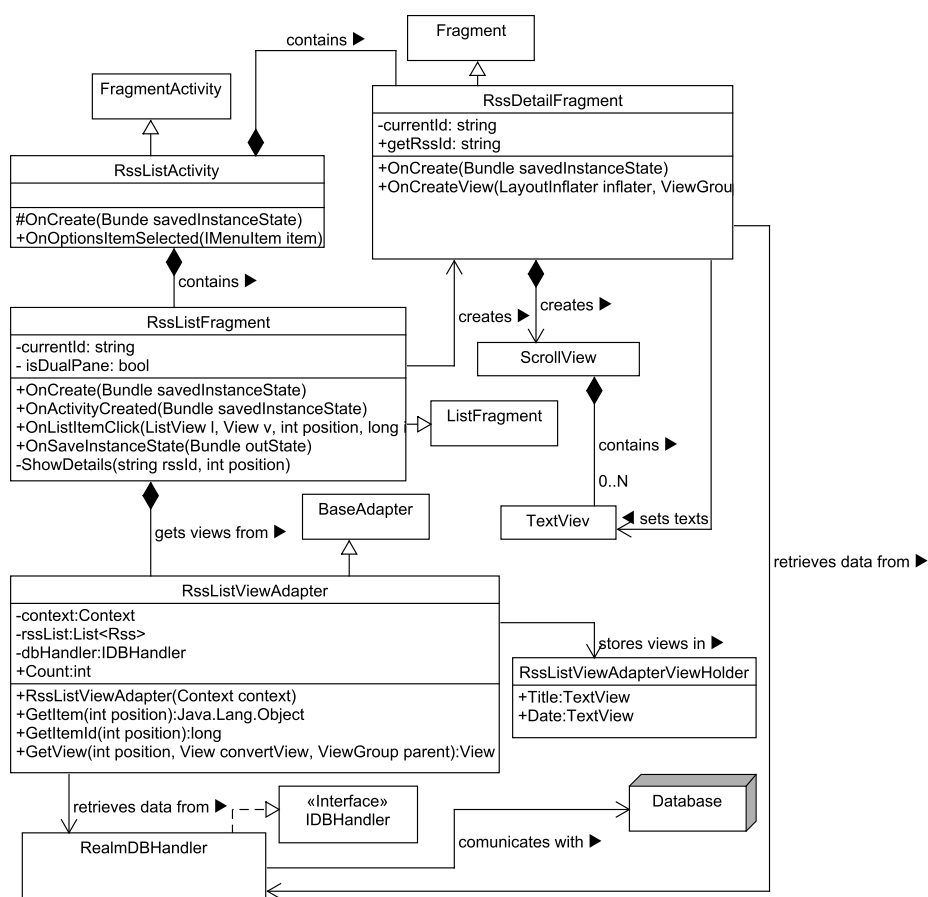 Fragment
contains ▶
FragmentActivity
RssDetailFragment
-currentId: string
+getRssId: string
+OnCreate(Bundle savedInstanceState)
+OnCreateView(LayoutInflater inflater, ViewGrou
RssListActivity
#OnCreate(Bunde savedInstanceState)
+OnOptionsItemSelected(IMenuItem item)
contains ▶
creates ▶
creates ▶
RssListFragment
-currentId: string
- isDualPane: bool
+OnCreate(Bundle savedInstanceState)
+OnActivityCreated(Bundle savedInstanceState)
+OnListItemClick(ListView l, View v, int position, long i
+OnSaveInstanceState(Bundle outState)
-ShowDetails(string rssId, int position)
ScrollView
ListFragment
contains ▶
0..N
TextViev
◀ sets texts
BaseAdapter
gets views from ▶
retrieves data from ▶
RssListViewAdapter
-context:Context
-rssList:List<Rss>
-dbHandler:IDBHandler
+Count:int
+RssListViewAdapter(Context context)
+GetItem(int position):Java.Lang.Object
+GetItemId(int position):long
+GetView(int position, View convertView, ViewGroup parent):View
stores views in ▶
RssListViewAdapterViewHolder
+Title:TextView
+Date:TextView
retrieves data from ▶
«Interface»
IDBHandler
Database
comunicates with ▶
RealmDBHandler